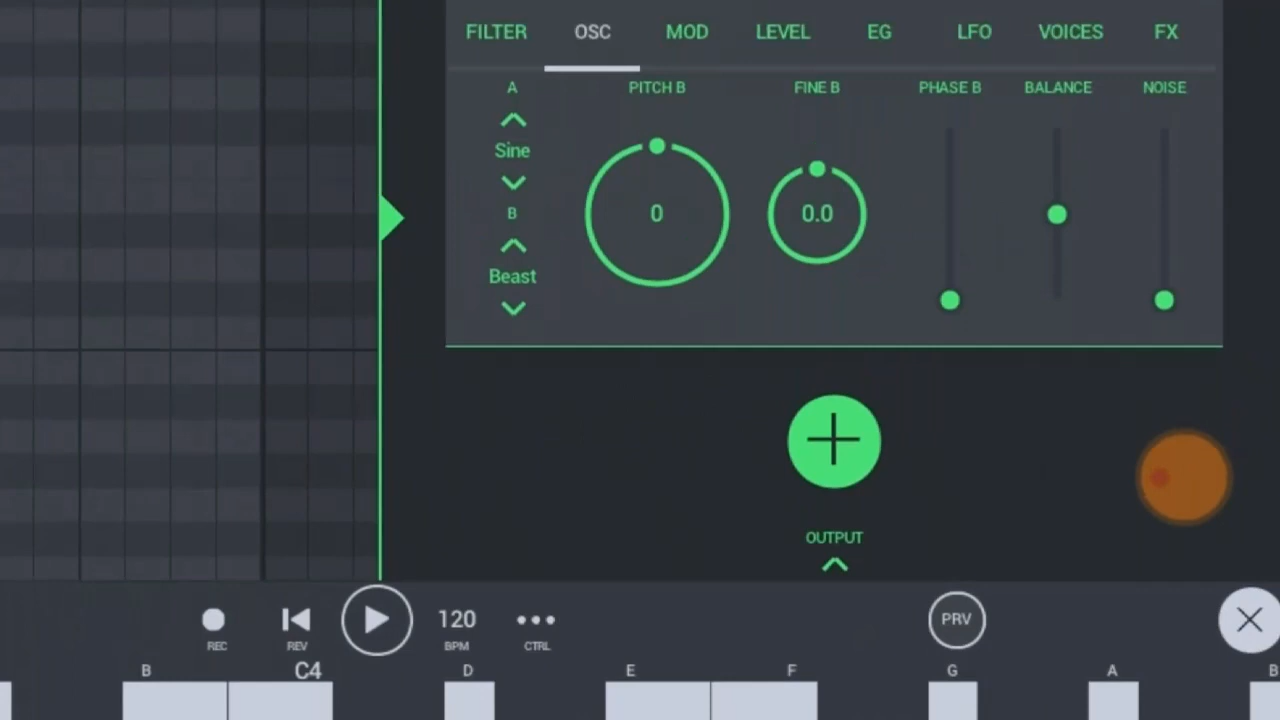 FILTER OSC MOD LEVEL EG LFO VOICES FX
A PITCH B FINE B PHASE B BALANCE NOISE
Sine
0 0.0
B
Beast
OUTPUT
120 PRV
REC REV BPM CTRL
B C4 D E F G A B